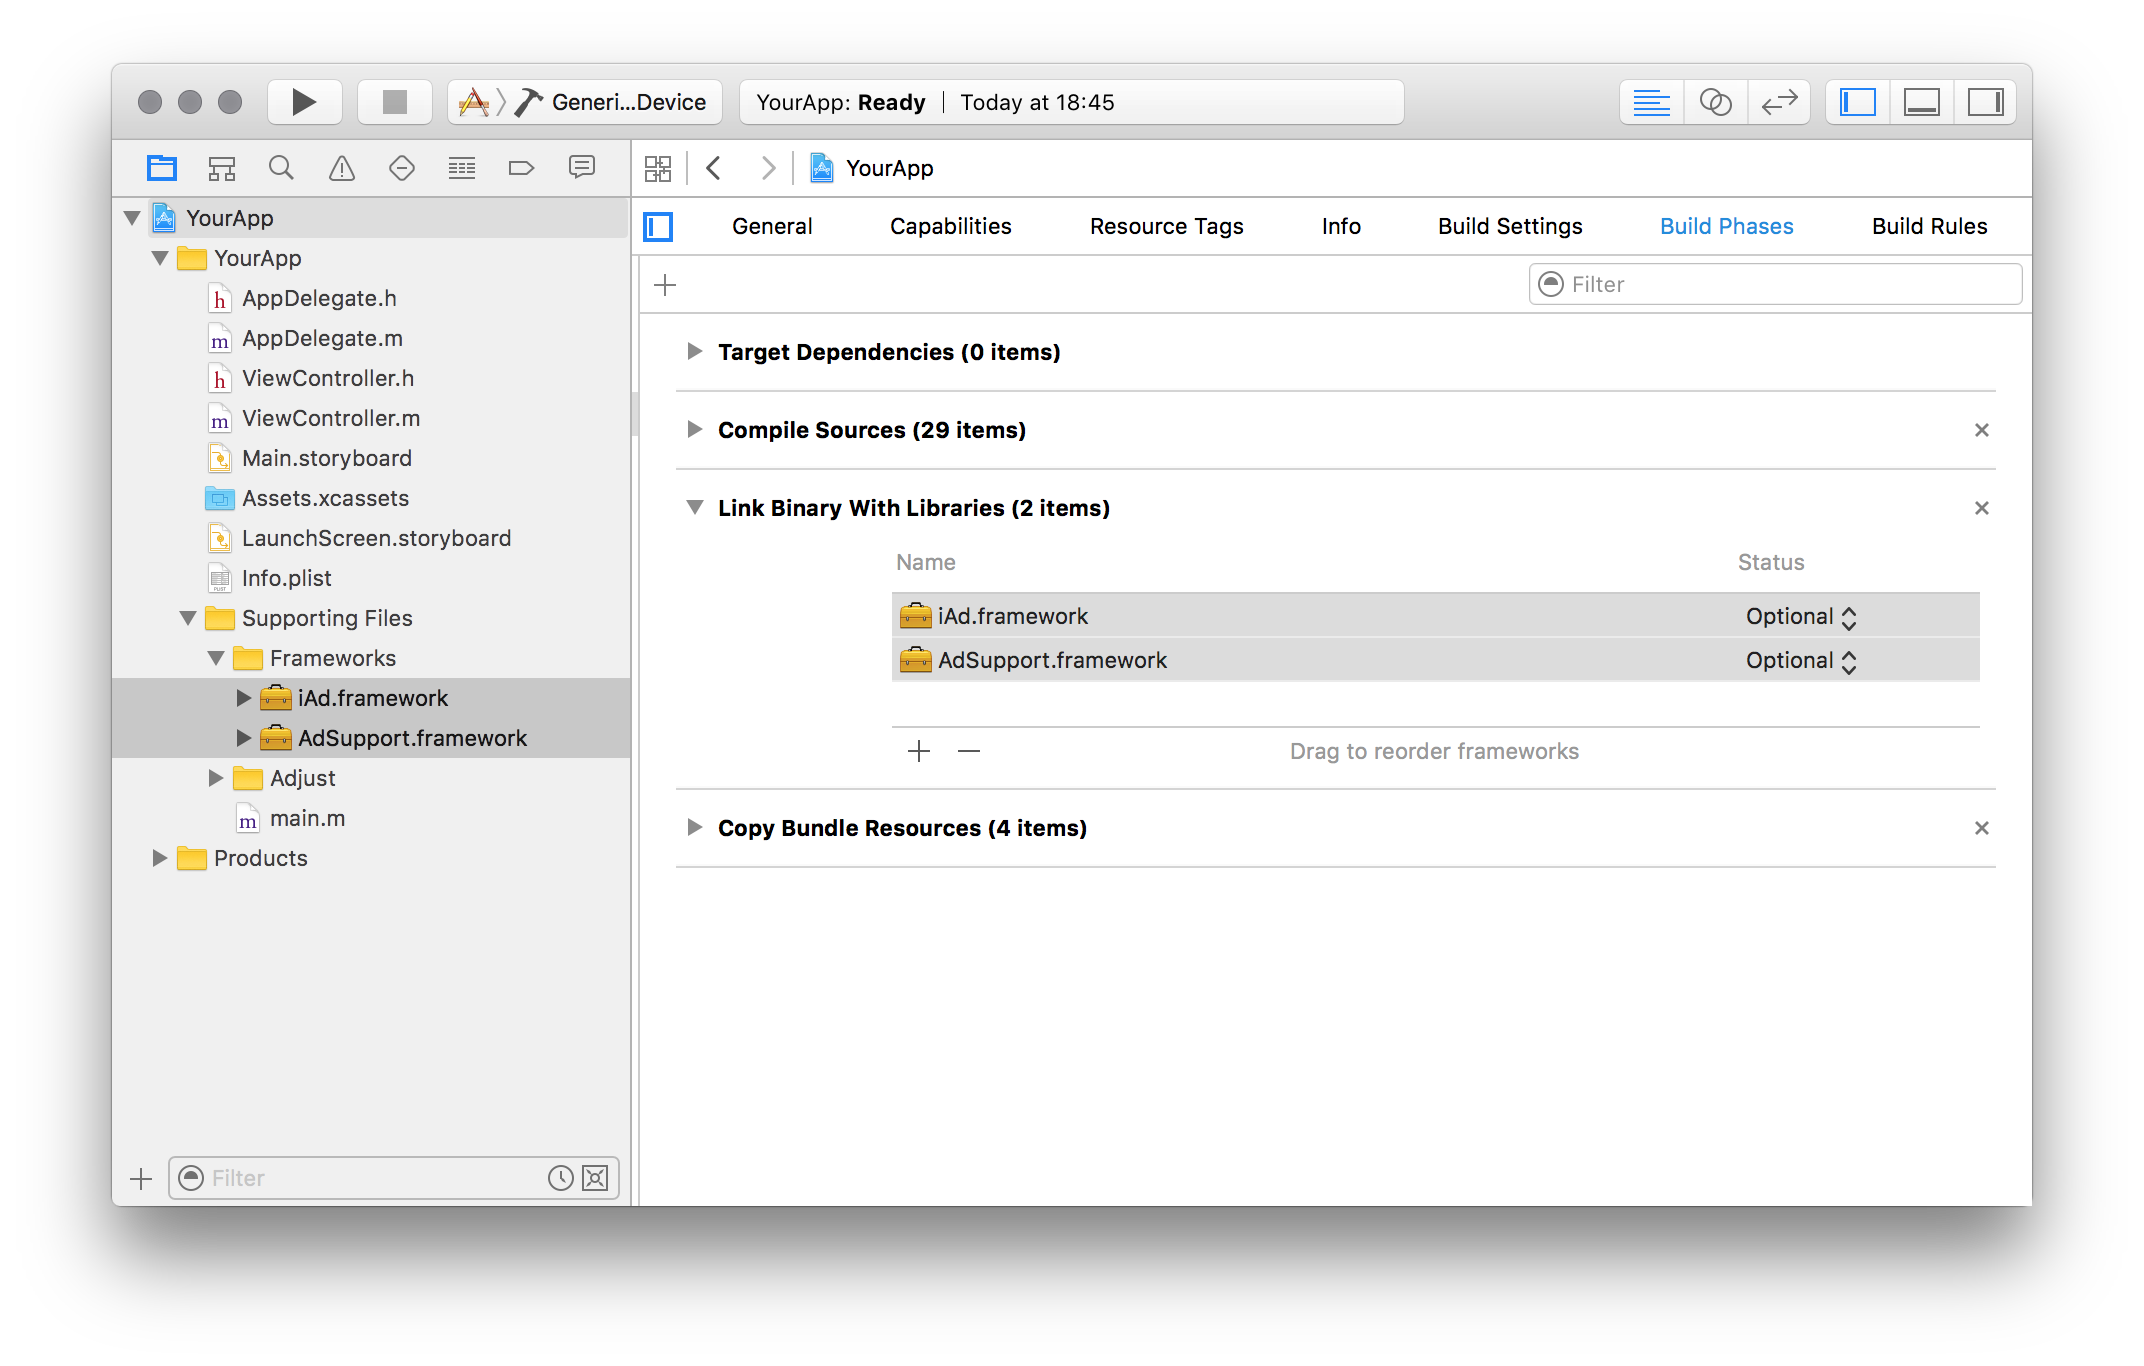 Generi...Device
YourApp: Ready | Today at 18:45
YourApp
General Capabilities Resource Tags Info Build Settings Build Phases Build Rules
Filter
YourApp
YourApp
h AppDelegate.h
m AppDelegate.m
h ViewController.h
m ViewController.m
Main.storyboard
Assets.xcassets
LaunchScreen.storyboard
PLIST Info.plist
Supporting Files
Frameworks
iAd.framework
AdSupport.framework
Adjust
m main.m
Products
Filter
Target Dependencies (0 items)
Compile Sources (29 items)
Link Binary With Libraries (2 items)
Name Status
iAd.framework Optional
AdSupport.framework Optional
Drag to reorder frameworks
Copy Bundle Resources (4 items)